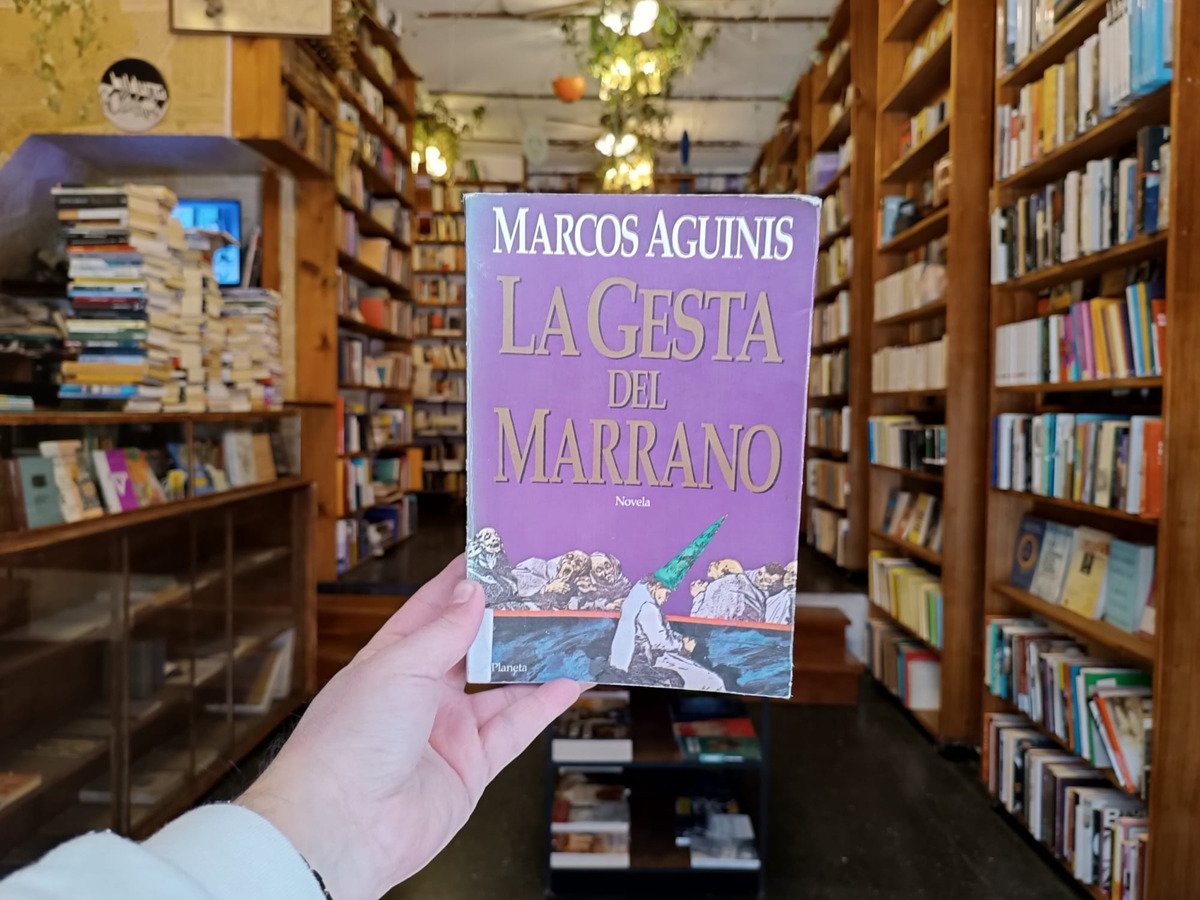 MARCOS AGUINIS
LA GESTA
DEL
MARRANO
Novela
Planeta